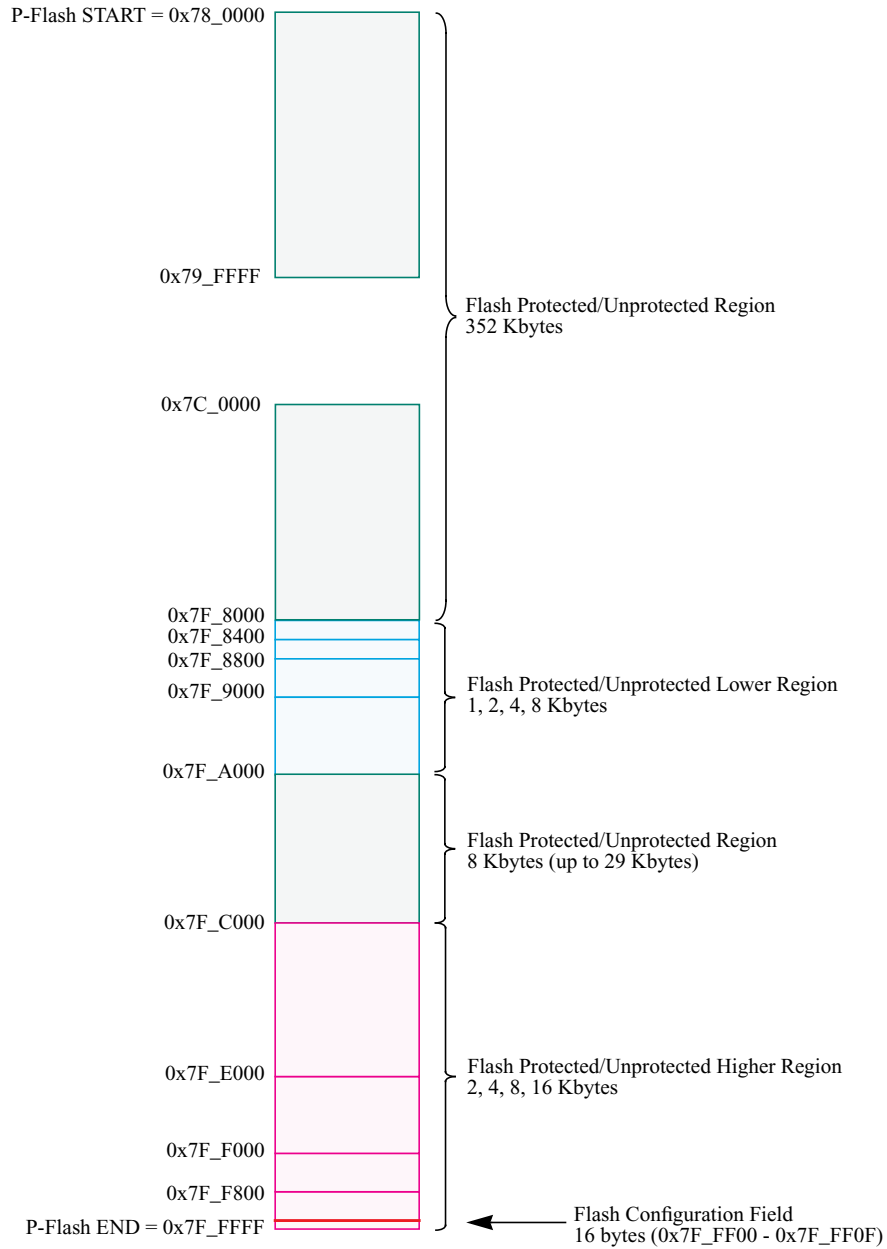 P-Flash START = 0x78_0000
0x79_FFFF
Flash Protected/Unprotected Region
352 Kbytes
0x7C_0000
0x7F_8000
0x7F_8400
0x7F_8800
0x7F_9000
Flash Protected/Unprotected Lower Region
1, 2, 4, 8 Kbytes
0x7F_A000
Flash Protected/Unprotected Region
8 Kbytes (up to 29 Kbytes)
0x7F_C000
Flash Protected/Unprotected Higher Region
2, 4, 8, 16 Kbytes
0x7F_E000
0x7F_F000
0x7F_F800
P-Flash END = 0x7F_FFFF
Flash Configuration Field
16 bytes (0x7F_FF00 - 0x7F_FF0F)